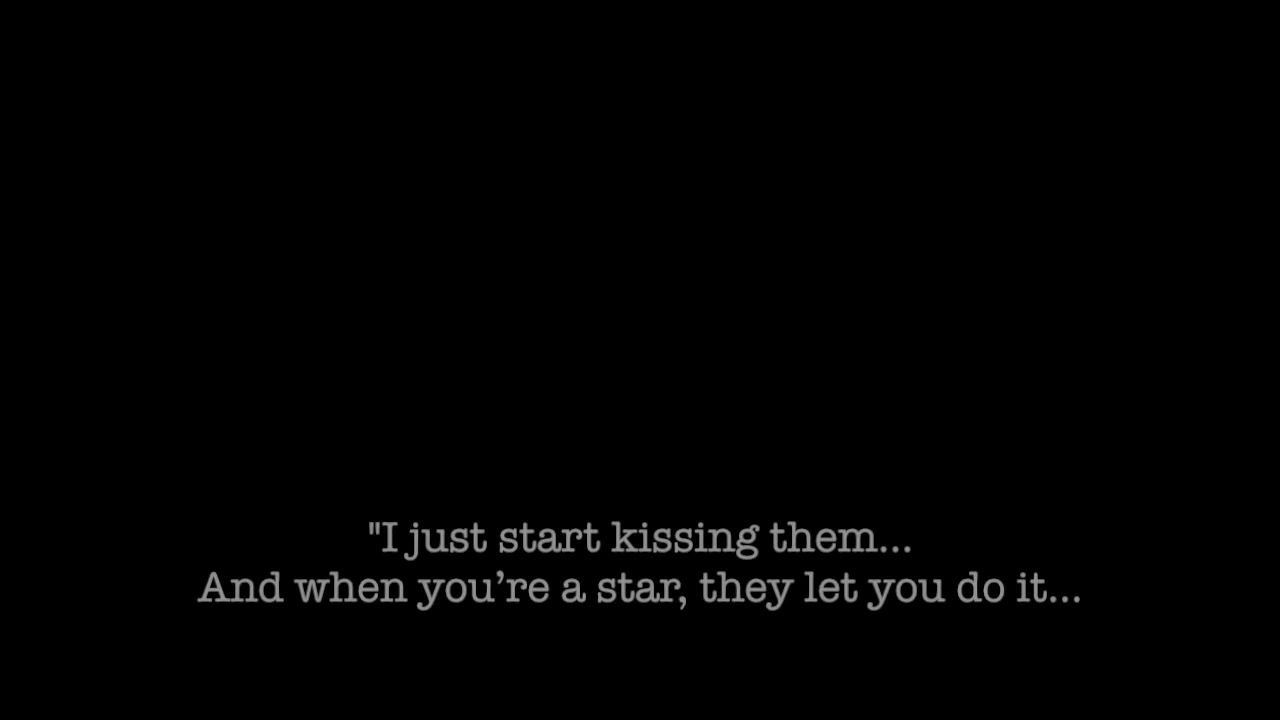 "I just start kissing them...
And when you’re a star, they let you do it...